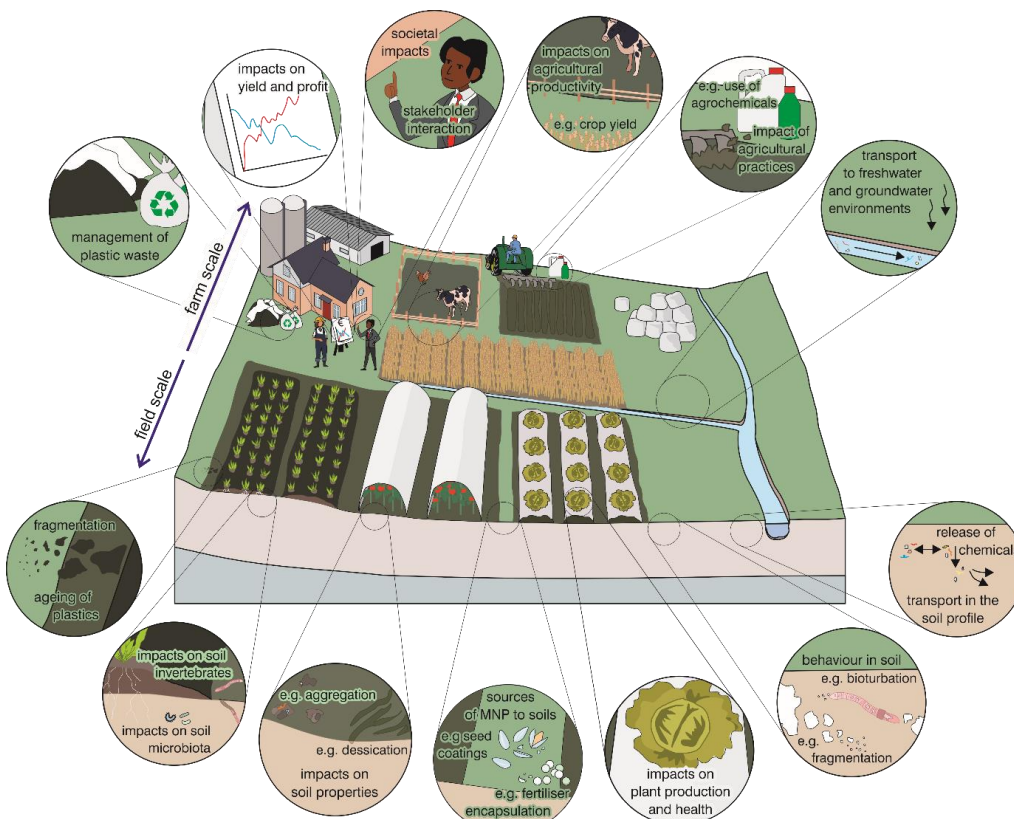 societal
impacts
stakeholder
interaction
impacts on
agricultural
productivity
e.g. crop yield
e.g. use of
agrochemicals
impact of
agricultural
practices
impacts on
yield and profit
transport
to freshwater
and groundwater
environments
management of
plastic waste
farm scale
field scale
fragmentation
ageing of
plastics
release of
chemical
transport in the
soil profile
impacts on soil
invertebrates
impacts on soil
microbiota
e.g. aggregation
e.g. dessication
impacts on
soil properties
sources
of MNP to soils
e.g seed
coatings
e.g. fertiliser
encapsulation
impacts on
plant production
and health
behaviour in soil
e.g. bioturbation
e.g.
fragmentation